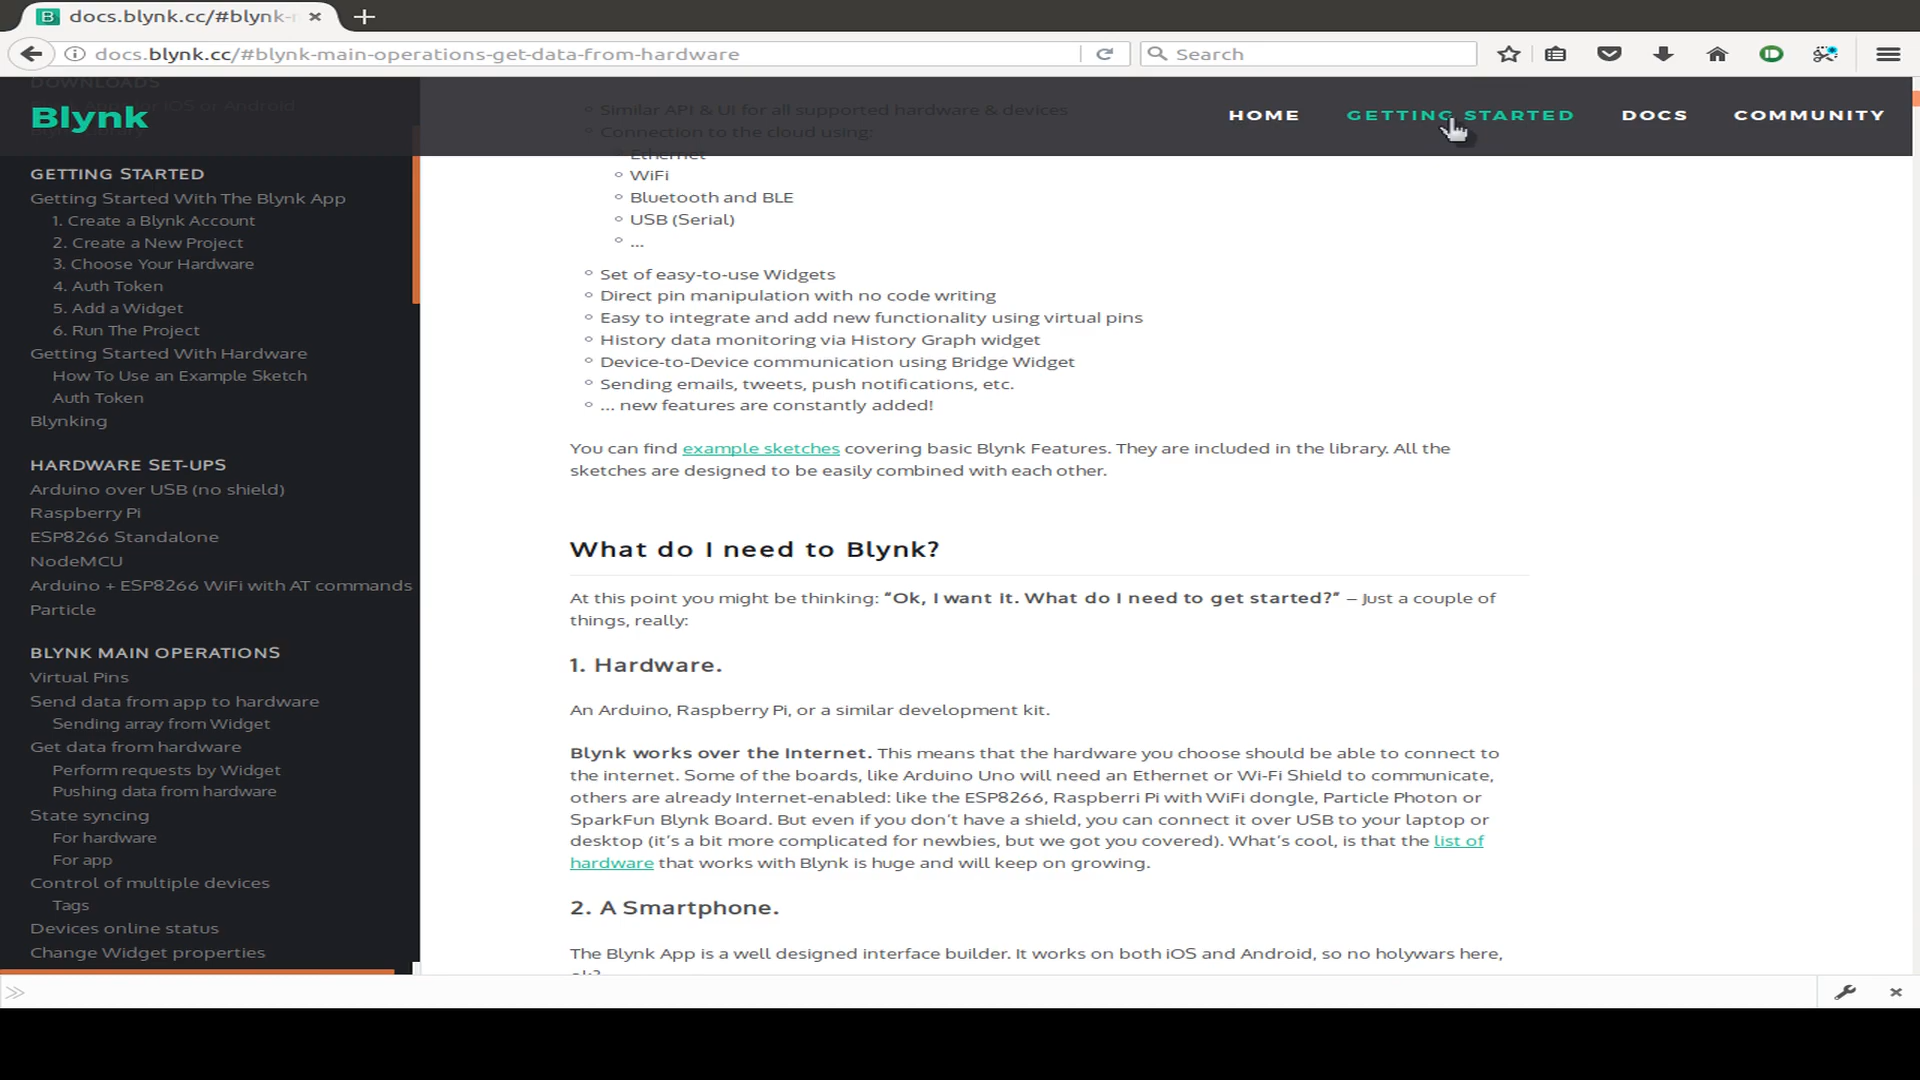 docs.blynk.cc/#blynk-
docs.blynk.cc/#blynk-main-operations-get-data-from-hardware
Search
DOWNLOADS
Blynk
HOME
GETTING STARTED
DOCS
COMMUNITY
GETTING STARTED
Getting Started With The Blynk App
1. Create a Blynk Account
2. Create a New Project
3. Choose Your Hardware
4. Auth Token
5. Add a Widget
6. Run The Project
Getting Started With Hardware
How To Use an Example Sketch
Auth Token
Blynking
HARDWARE SET-UPS
Arduino over USB (no shield)
Raspberry Pi
ESP8266 Standalone
NodeMCU
Arduino + ESP8266 WiFi with AT commands
Particle
BLYNK MAIN OPERATIONS
Virtual Pins
Send data from app to hardware
Sending array from Widget
Get data from hardware
Perform requests by Widget
Pushing data from hardware
State syncing
For hardware
For app
Control of multiple devices
Tags
Devices online status
Change Widget properties
Similar API & UI for all supported hardware & devices
Connection to the cloud using:
Ethernet
WiFi
Bluetooth and BLE
USB (Serial)
...
Set of easy-to-use Widgets
Direct pin manipulation with no code writing
Easy to integrate and add new functionality using virtual pins
History data monitoring via History Graph widget
Device-to-Device communication using Bridge Widget
Sending emails, tweets, push notifications, etc.
... new features are constantly added!
You can find example sketches covering basic Blynk Features. They are included in the library. All the
sketches are designed to be easily combined with each other.
What do I need to Blynk?
At this point you might be thinking: “Ok, I want it. What do I need to get started?” – Just a couple of
things, really:
1. Hardware.
An Arduino, Raspberry Pi, or a similar development kit.
Blynk works over the Internet. This means that the hardware you choose should be able to connect to
the internet. Some of the boards, like Arduino Uno will need an Ethernet or Wi-Fi Shield to communicate,
others are already Internet-enabled: like the ESP8266, Raspberri Pi with WiFi dongle, Particle Photon or
SparkFun Blynk Board. But even if you don’t have a shield, you can connect it over USB to your laptop or
desktop (it’s a bit more complicated for newbies, but we got you covered). What’s cool, is that the list of
hardware that works with Blynk is huge and will keep on growing.
2. A Smartphone.
The Blynk App is a well designed interface builder. It works on both iOS and Android, so no holywars here,